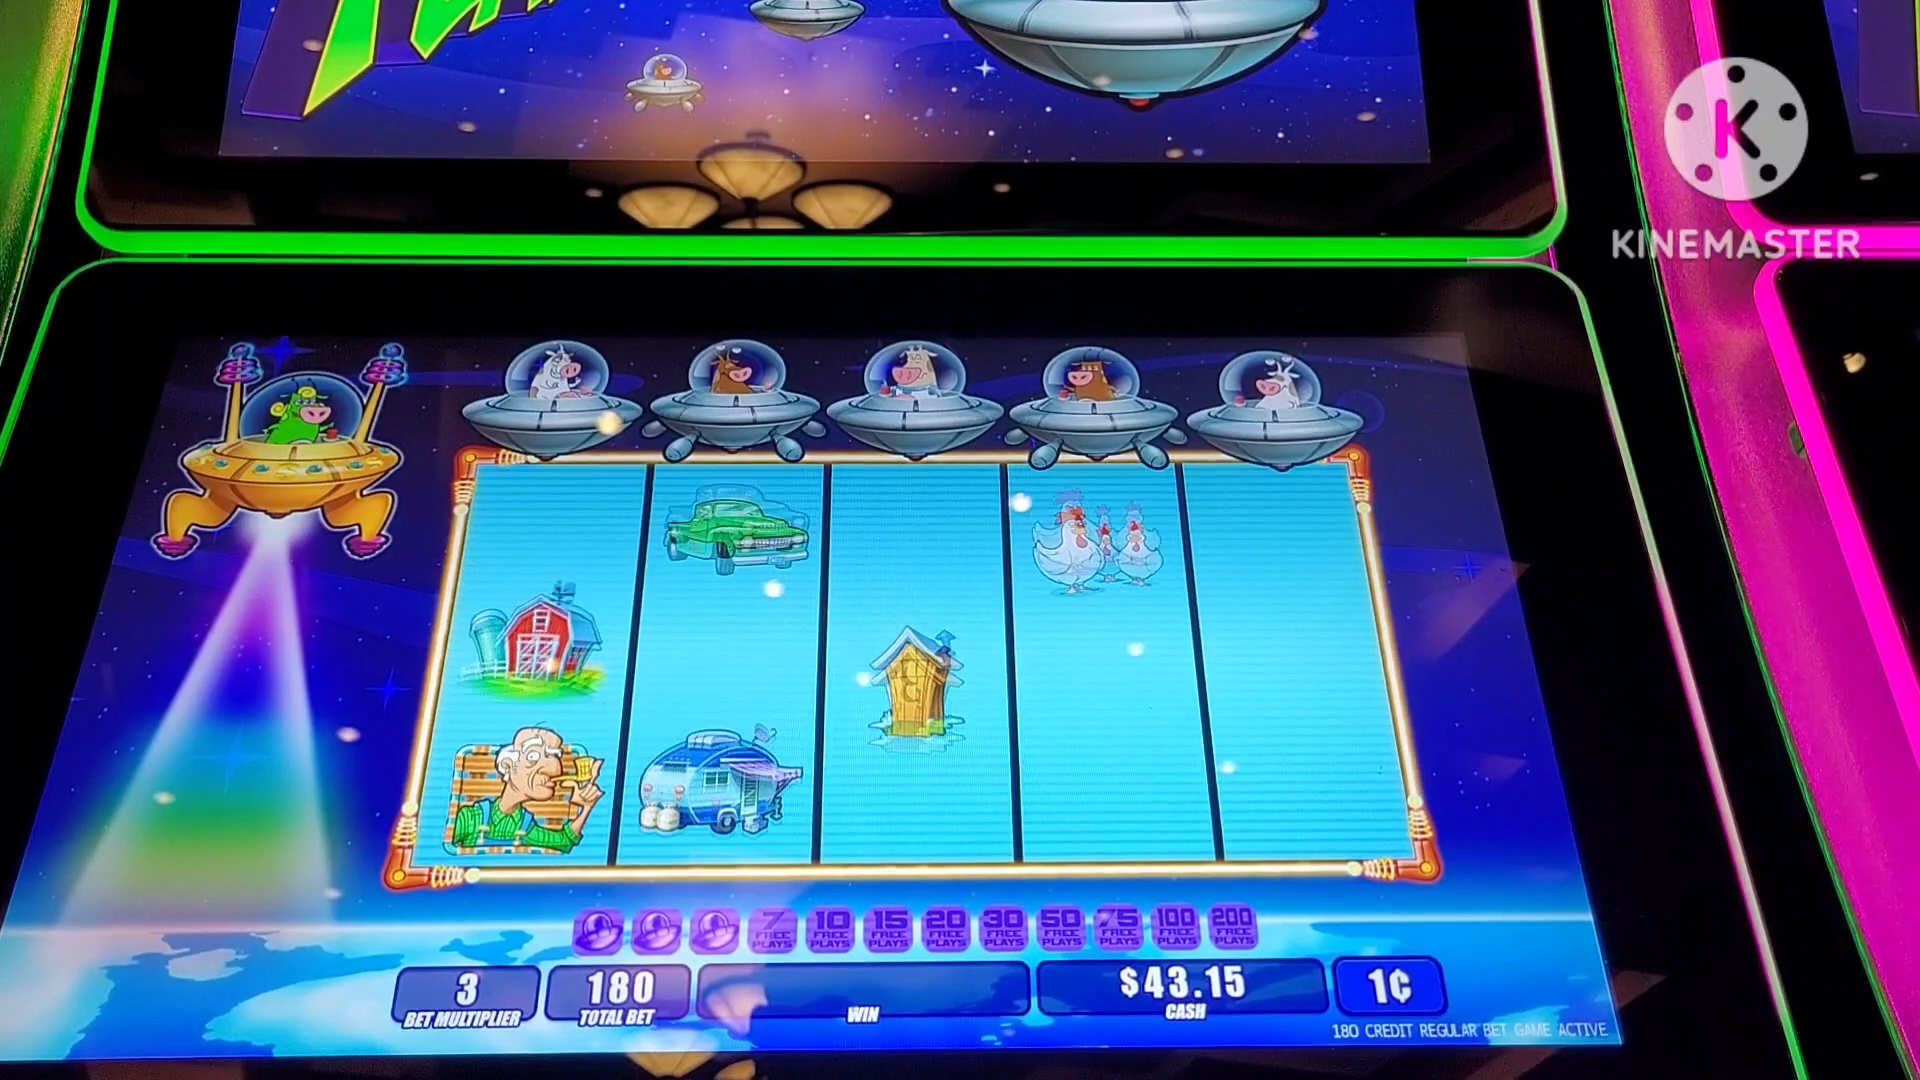 K
KINEMASTER
7 FREE PLAYS
10 FREE PLAYS
15 FREE PLAYS
20 FREE PLAYS
30 FREE PLAYS
50 FREE PLAYS
75 FREE PLAYS
100 FREE PLAYS
200 FREE PLAYS
3
BET MULTIPLIER
180
TOTAL BET
WIN
$43.15
CASH
1¢
180 CREDIT REGULAR BET GAME ACTIVE